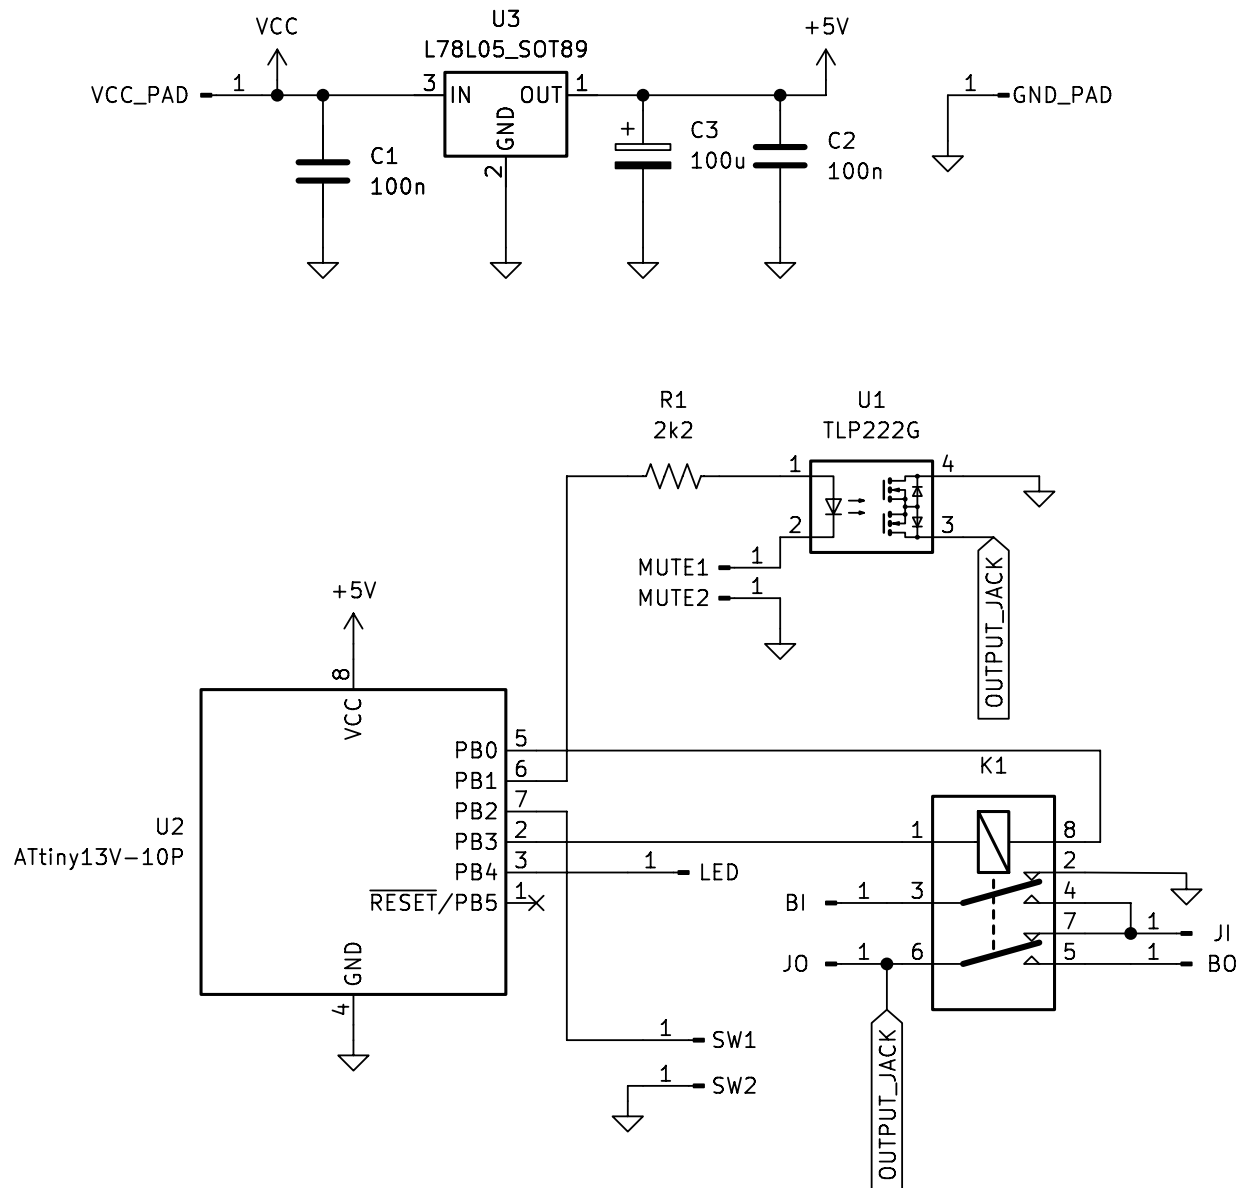 VCC
U3
L78L05_SOT89
+5V
VCC_PAD
1
3
IN
OUT
1
GND
2
C1
100n
+
C3
100u
C2
100n
1
GND_PAD
R1
2k2
U1
TLP222G
1
4
2
3
MUTE1
1
MUTE2
1
OUTPUT_JACK
+5V
8
VCC
U2
ATtiny13V-10P
PB0
5
PB1
6
PB2
7
PB3
2
PB4
3
RESET/PB5
1
GND
4
1
LED
K1
1
8
2
BI
1
3
4
7
1
JI
JO
1
6
5
1
BO
OUTPUT_JACK
1
SW1
1
SW2